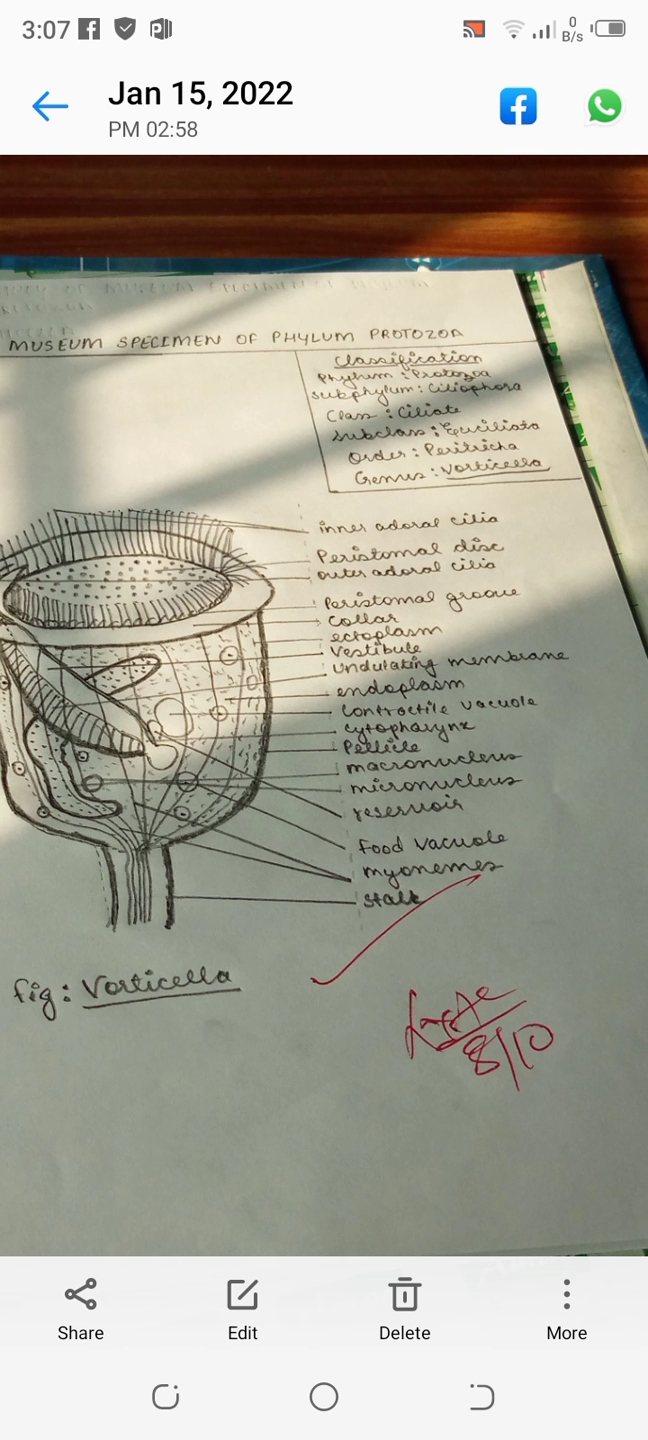 3:07
0
B/s
Jan 15, 2022
PM 02:58
MUSEUM SPECIMEN OF PHYLUM PROTOZOA
Classification
Phylum : Protozoa
Subphylum : Ciliophora
Class : Ciliate
Subclass : Euciliata
Order : Peritricha
Genus : Vorticella
inner adoral cilia
Peristomal disc
outer adoral cilia
Peristomal groove
Collar
ectoplasm
Vestibule
Undulating membrane
endoplasm
Contractile vacuole
cytopharynx
Pellicle
macronucleus
micronucleus
reservoir
Food vacuole
myonemes
Stalk
fig : Vorticella
8/10
Share
Edit
Delete
More